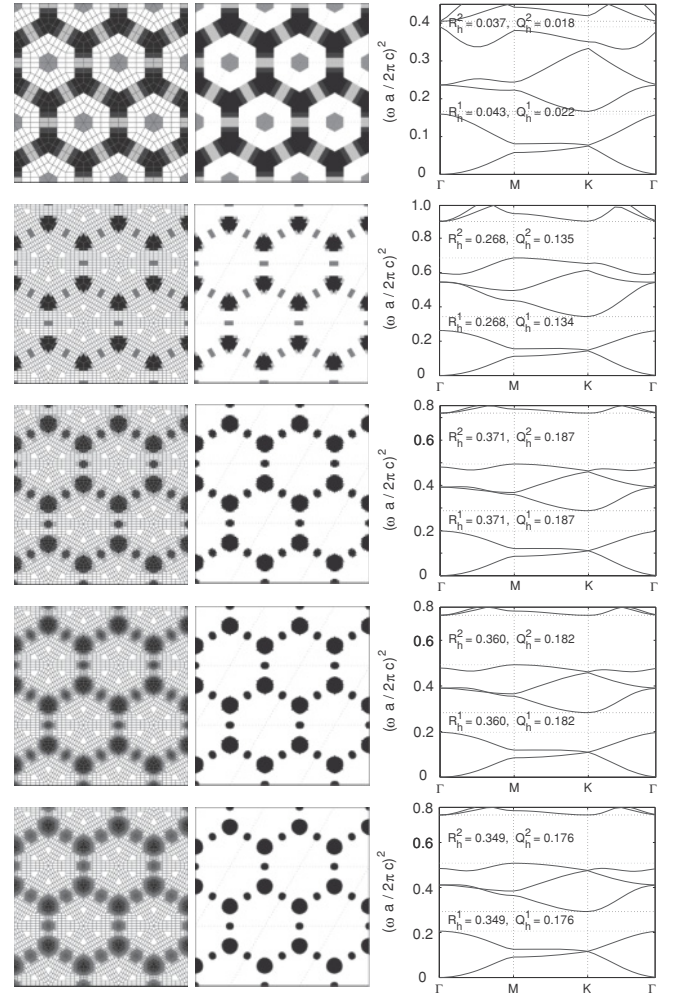 0.4
R_h^2 = 0.037, Q_h^2 = 0.018
0.3
(ω a / 2π c)^2
0.2
R_h^1 = 0.043, Q_h^1 = 0.022
0.1
0
Γ M K Γ
1.0
R_h^2 = 0.268, Q_h^2 = 0.135
0.8
0.6
(ω a / 2π c)^2
0.4
R_h^1 = 0.268, Q_h^1 = 0.134
0.2
0
Γ M K Γ
0.8
R_h^2 = 0.371, Q_h^2 = 0.187
0.6
(ω a / 2π c)^2
0.4
R_h^1 = 0.371, Q_h^1 = 0.187
0.2
0
Γ M K Γ
0.8
R_h^2 = 0.360, Q_h^2 = 0.182
0.6
(ω a / 2π c)^2
0.4
R_h^1 = 0.360, Q_h^1 = 0.182
0.2
0
Γ M K Γ
0.8
R_h^2 = 0.349, Q_h^2 = 0.176
0.6
(ω a / 2π c)^2
0.4
R_h^1 = 0.349, Q_h^1 = 0.176
0.2
0
Γ M K Γ